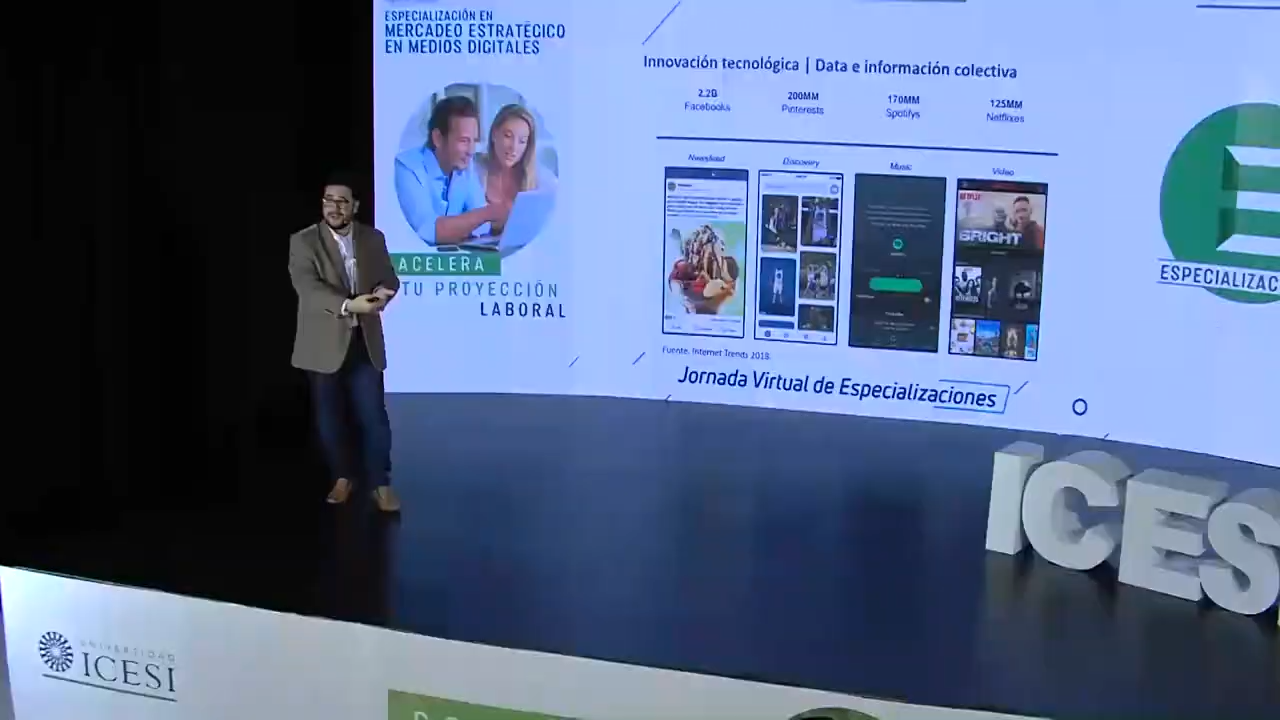 ESPECIALIZACIÓN EN
MERCADEO ESTRATÉGICO
EN MEDIOS DIGITALES
ACELERA
TU PROYECCIÓN
LABORAL
Innovación tecnológica | Data e información colectiva
2.2B
Facebooks
200MM
Pinterests
170MM
Spotifys
125MM
Netflixes
Newsfeed
Discovery
Music
Video
NETFLIX
BRIGHT
Fuente. Internet Trends 2018.
Jornada Virtual de Especializaciones
E
ESPECIALIZAC
ICES
UNIVERSIDAD
ICESI